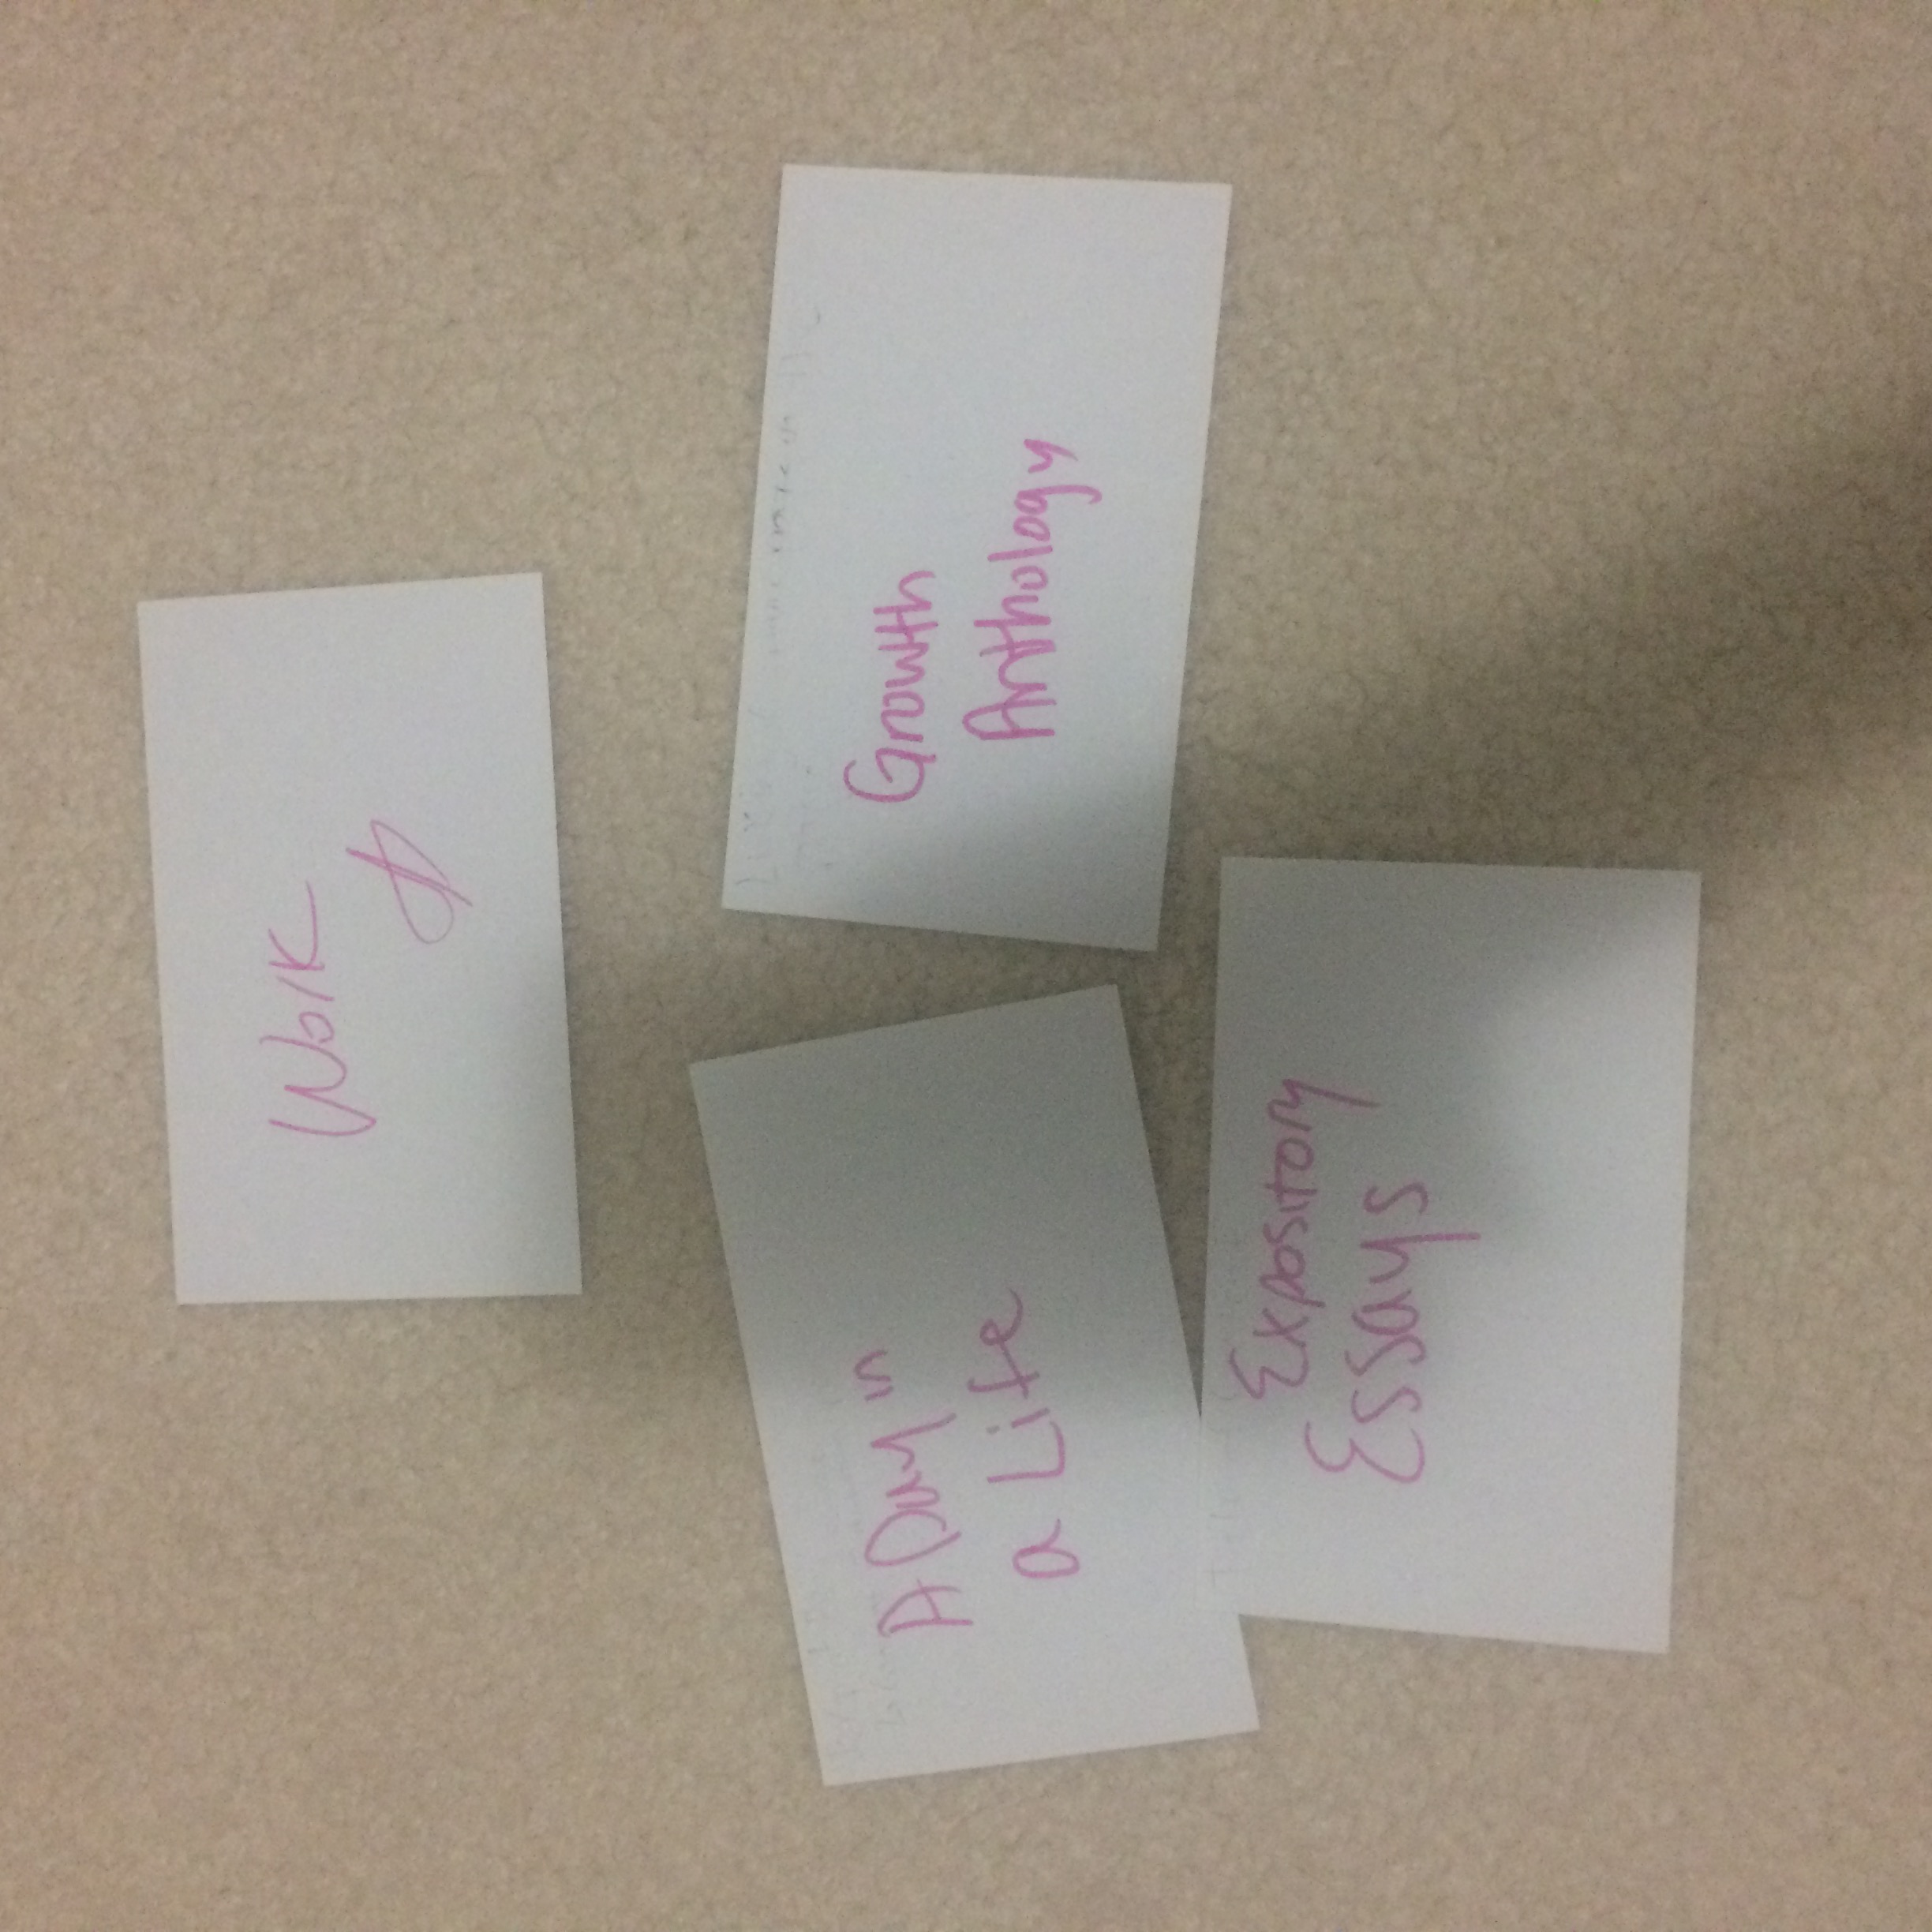 Work
A Day in
a Life
Expository
Essays
Growth
Anthology